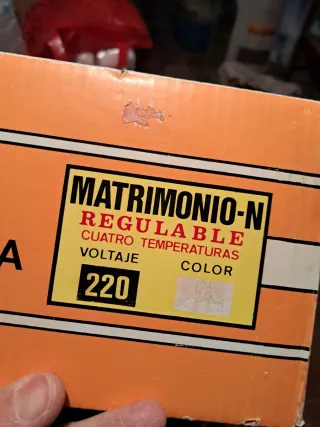 MATRIMONIO-N
REGULABLE
CUATRO TEMPERATURAS
VOLTAJE COLOR
220
A